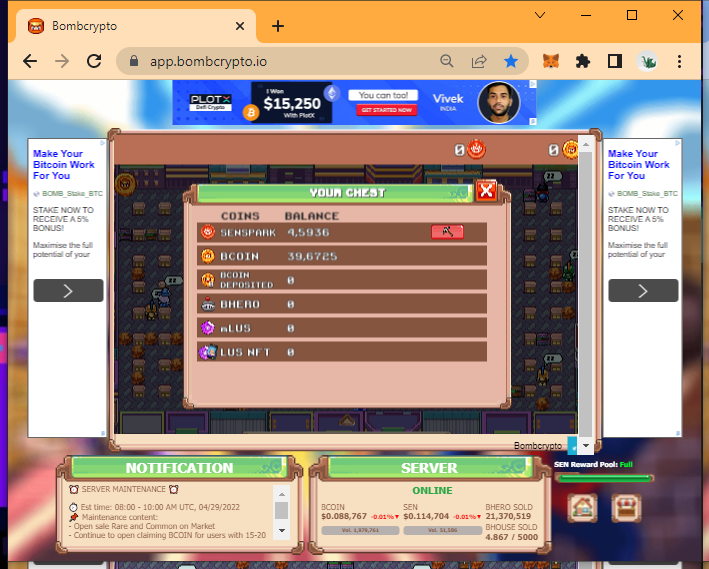 Bombcrypto
app.bombcrypto.io
PLOTX
Defi Crypto
I Won
$15,250
With PlotX
You can too!
GET STARTED NOW
Vivek
INDIA
Make Your
Bitcoin Work
For You
BOMB_Stake_BTC
STAKE NOW TO
RECEIVE A 5%
BONUS!
Maximise the full
potential of your
0
0
Make Your
Bitcoin Work
For You
BOMB_Stake_BTC
STAKE NOW TO
RECEIVE A 5%
BONUS!
Maximise the full
potential of your
YOUR CHEST
COINS BALANCE
SENSPARK 4,5936
BCOIN 39,6725
BCOIN
DEPOSITED 0
BHERO 0
mLUS 0
LUS NFT 0
Bombcrypto
NOTIFICATION
SERVER MAINTENANCE
Est time: 08:00 - 10:00 AM UTC, 04/29/2022
Maintenance content:
- Open sale Rare and Common on Market
- Continue to open claiming BCOIN for users with 15-20
SERVER
ONLINE
BCOIN
$0.088,767 -0.01%▼
Vol. 1,979,761
SEN
$0.114,704 -0.01%▼
BHERO SOLD
21,370,519
BHOUSE SOLD
4.867 / 5000
SEN Reward Pool: Full